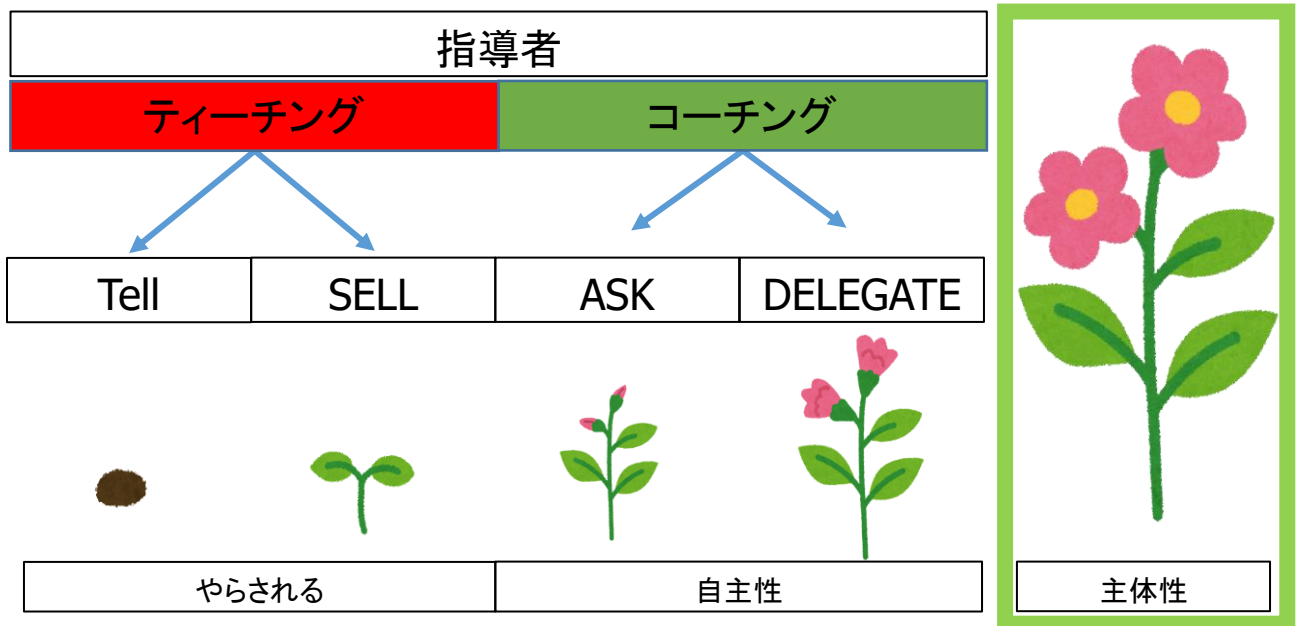 指導者
ティーチング
コーチング
Tell
SELL
ASK
DELEGATE
やらされる
自主性
主体性